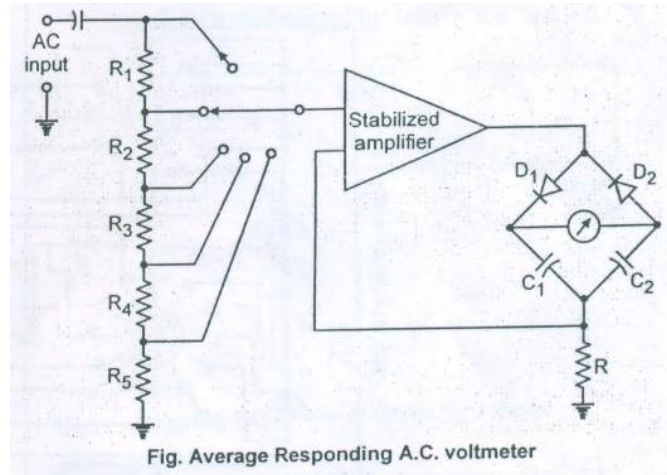 AC
input
R1
R2
R3
R4
R5
Stabilized
amplifier
D1
D2
C1
C2
R
Fig. Average Responding A.C. voltmeter